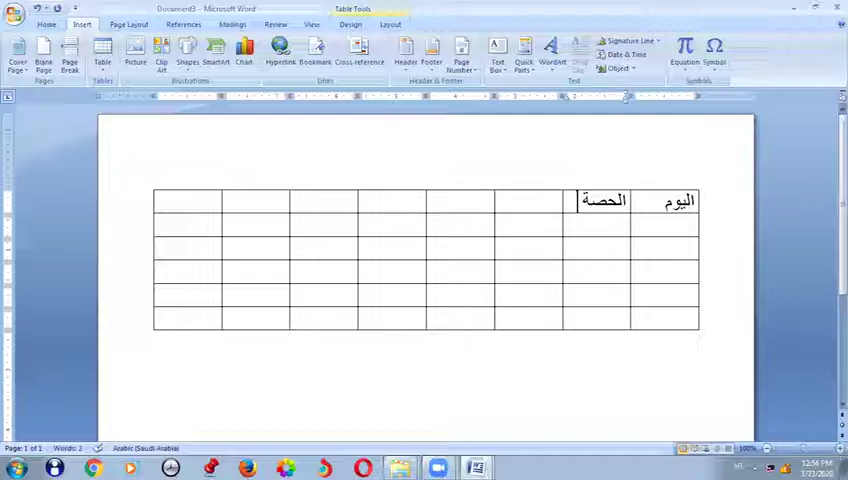 Document3 - Microsoft Word
Table Tools
Home Insert Page Layout References Mailings Review View Design Layout
Cover Page
Blank Page
Page Break
Table
Picture
Clip Art
Shapes
SmartArt
Chart
Hyperlink
Bookmark
Cross-reference
Header
Footer
Page Number
Text Box
Quick Parts
WordArt
Signature Line
Date & Time
Object
Equation
Symbol
Pages Tables Illustrations Links Header & Footer Text Symbols
اليوم الحصة
Page: 1 of 1 Words: 2 Arabic (Saudi Arabia) 100%
12:54 PM
3/23/2020